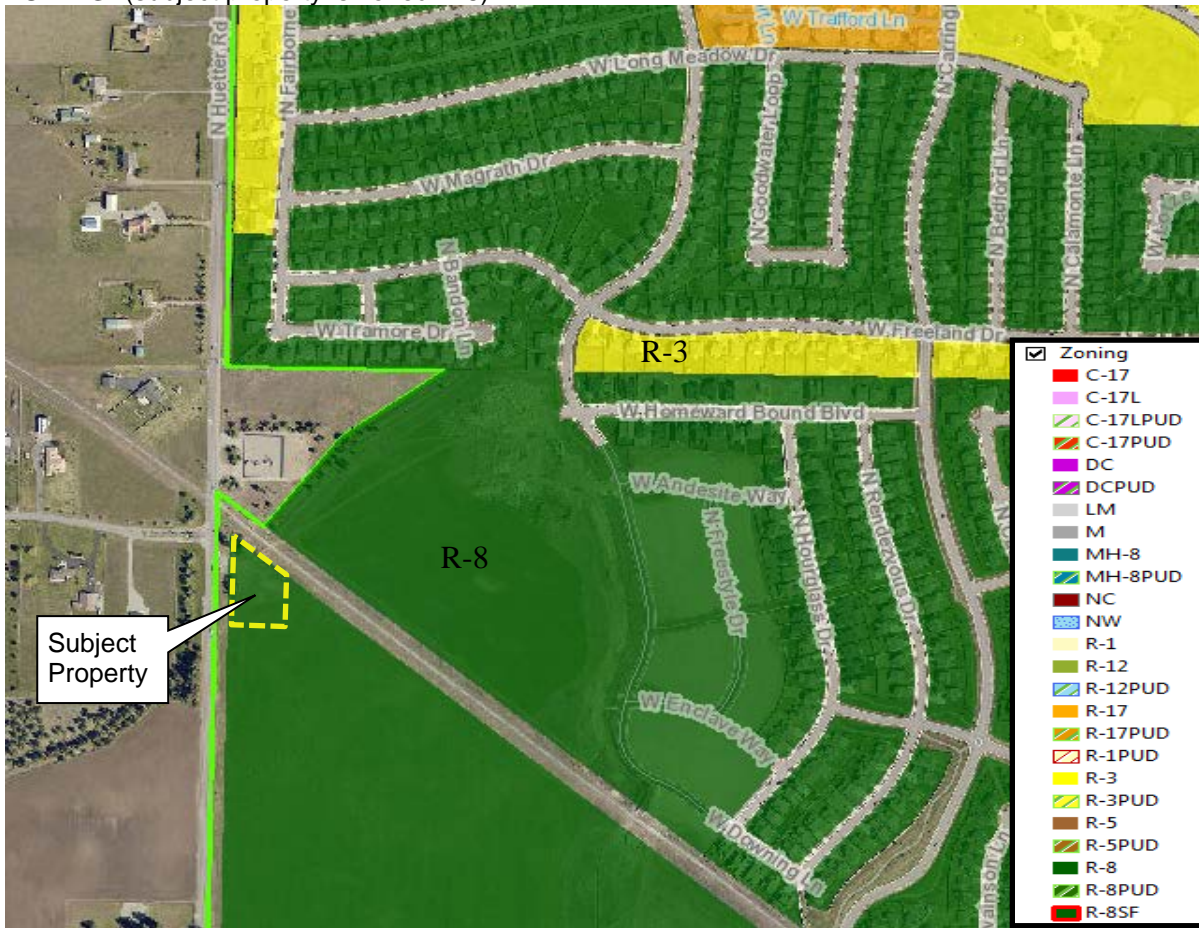 W Trafford Ln
N Huetter Rd
N Fairborne
W Long Meadow Dr
N Carring
W Magrath Dr
N Goodwater Loop
N Bedford Ln
N Calamonte Ln
N Bandon Ln
W Tramore Dr
W Freeland Dr
R-3
W Homeward Bound Blvd
W Andesite Way
N Freestyle Dr
N Hourglass Dr
N Rendezvous Dr
R-8
Subject
Property
W Enclave Way
W Downing Ln
vainson Ln
Zoning
C-17
C-17L
C-17LPUD
C-17PUD
DC
DCPUD
LM
M
MH-8
MH-8PUD
NC
NW
R-1
R-12
R-12PUD
R-17
R-17PUD
R-1PUD
R-3
R-3PUD
R-5
R-5PUD
R-8
R-8PUD
R-8SF